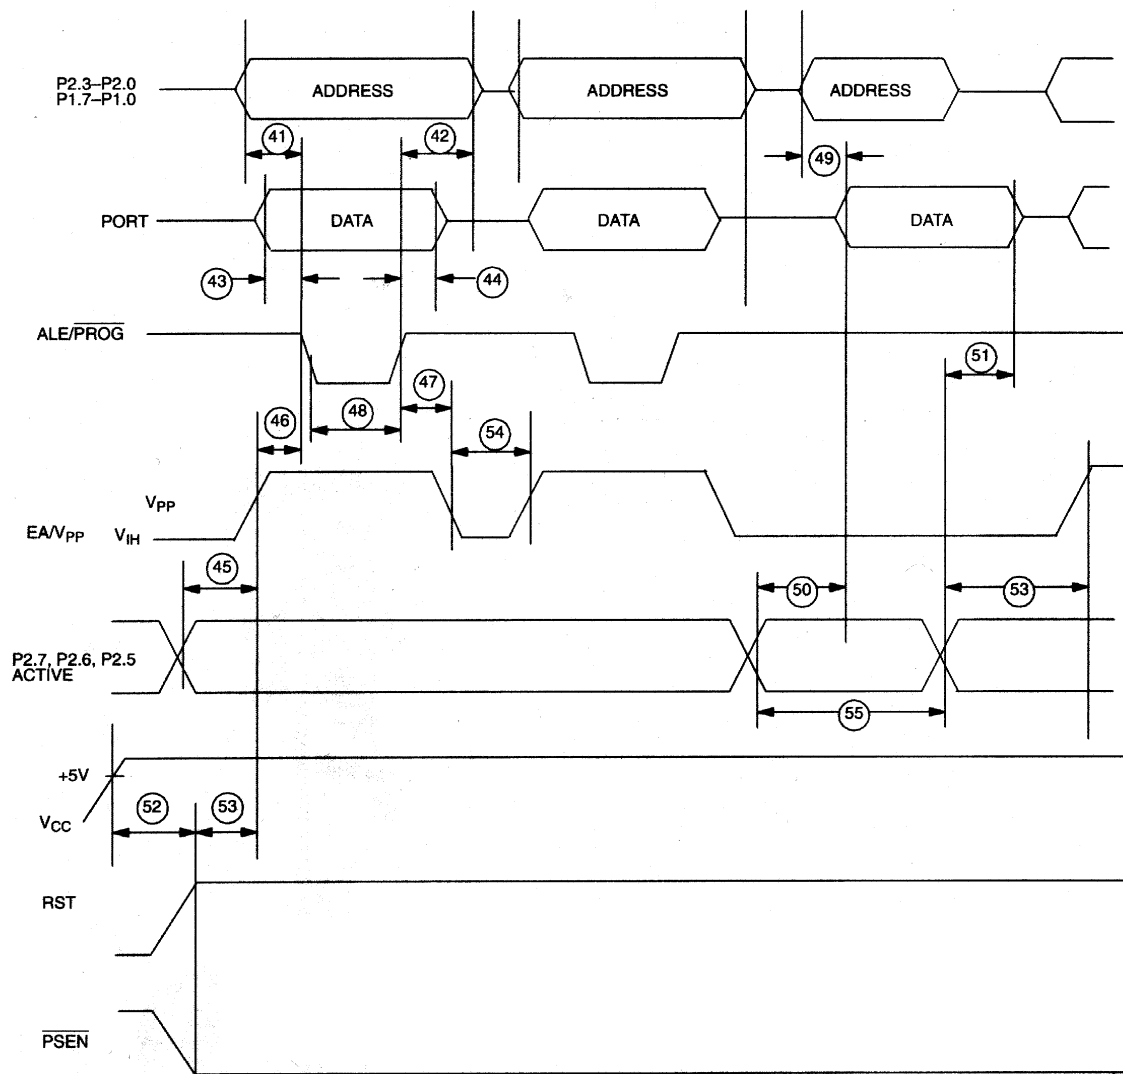 P2.3–P2.0
P1.7–P1.0
ADDRESS
ADDRESS
ADDRESS
41
42
49
PORT
DATA
DATA
DATA
43
44
ALE/PROG
51
47
48
46
54
VPP
EA/VPP
VIH
45
50
53
P2.7, P2.6, P2.5
ACTIVE
55
+5V
52
53
VCC
RST
PSEN